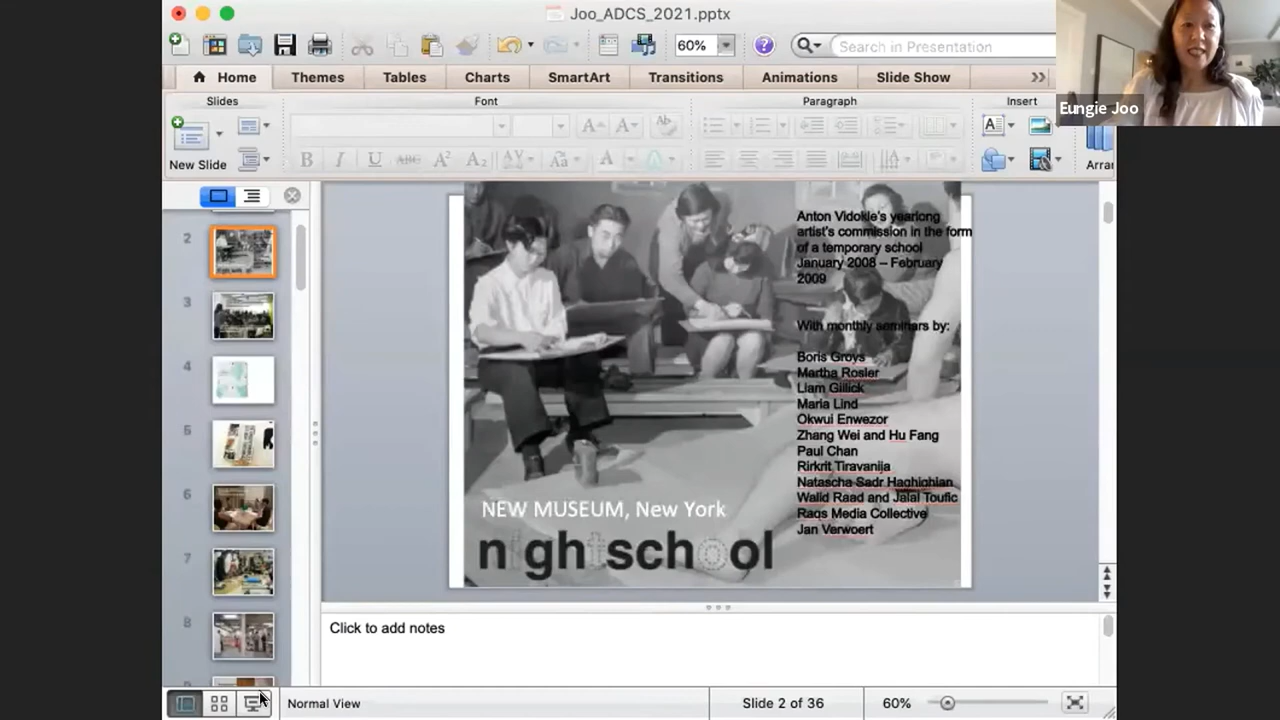 Joo_ADCS_2021.pptx
60%
Search in Presentation
Home
Themes
Tables
Charts
SmartArt
Transitions
Animations
Slide Show
Slides
Font
Paragraph
Insert
New Slide
Arrar
Eungie Joo
2
3
4
5
6
7
8
Anton Vidokle's yearlong
artist's commission in the form
of a temporary school
January 2008 – February
2009
With monthly seminars by:
Boris Groys
Martha Rosler
Liam Gillick
Maria Lind
Okwui Enwezor
Zhang Wei and Hu Fang
Paul Chan
Rirkrit Tiravanija
Natascha Sadr Haghighian
Walid Raad and Jalal Toufic
Raqs Media Collective
Jan Verwoert
NEW MUSEUM, New York
nightschool
Click to add notes
Normal View
Slide 2 of 36
60%